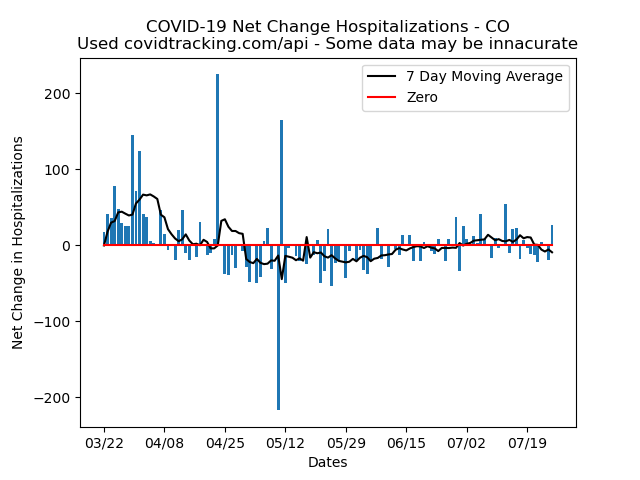 COVID-19 Net Change Hospitalizations - CO
Used covidtracking.com/api - Some data may be innacurate
7 Day Moving Average
Zero
Net Change in Hospitalizations
200
100
0
−100
−200
03/22 04/08 04/25 05/12 05/29 06/15 07/02 07/19
Dates